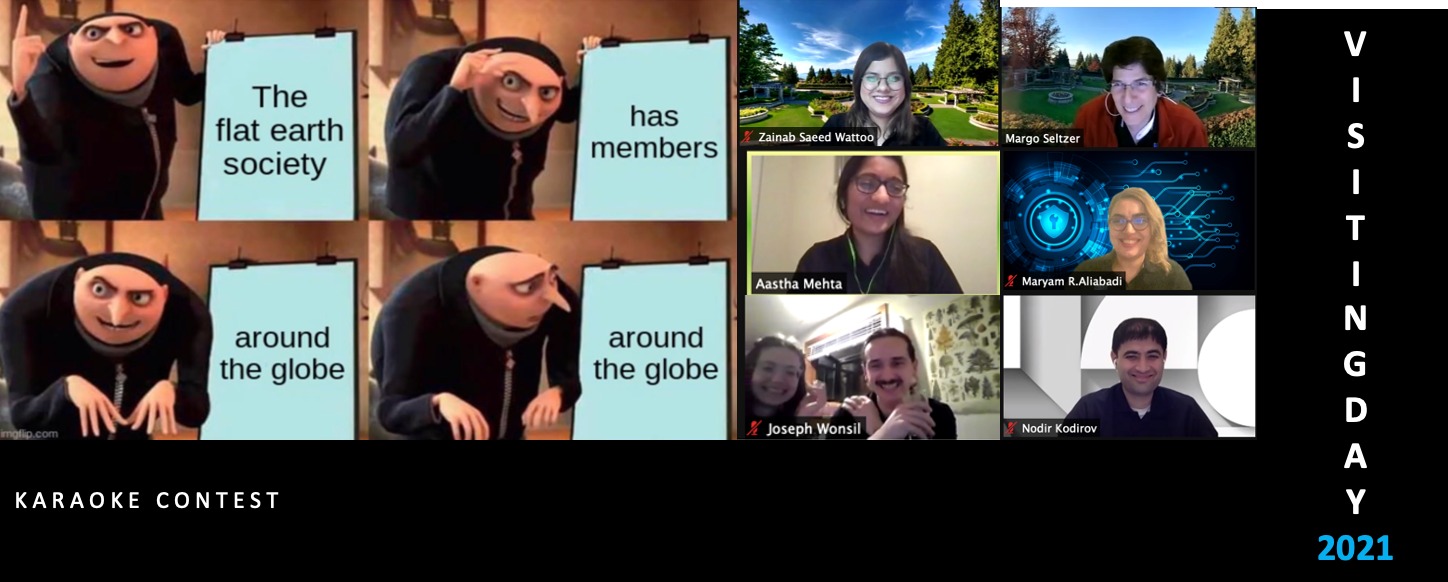 The
flat earth
society
has
members
around
the globe
around
the globe
imgflip.com
Zainab Saeed Wattoo
Margo Seltzer
Aastha Mehta
Maryam R.Aliabadi
Joseph Wonsil
Nodir Kodirov
KARAOKE CONTEST
VISITINGDAY
2021